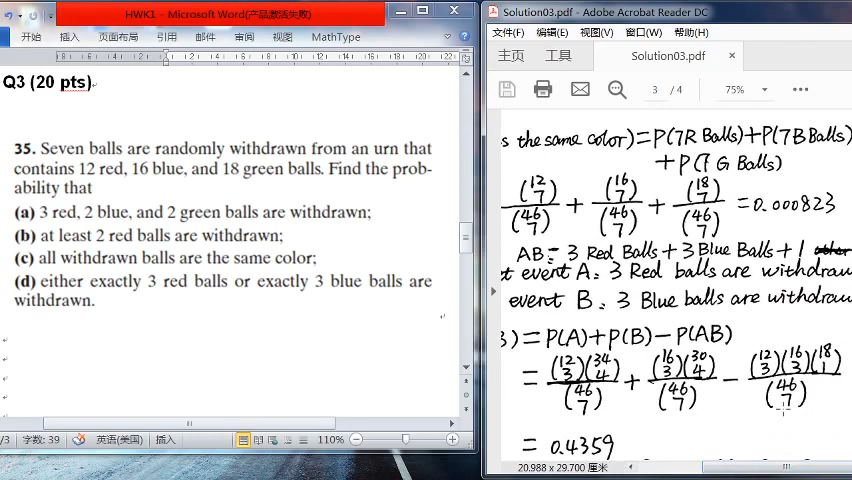 HWK1 - Microsoft Word(产品激活失败)
开始 插入 页面布局 引用 邮件 审阅 视图 MathType
Q3 (20 pts)
35. Seven balls are randomly withdrawn from an urn that
contains 12 red, 16 blue, and 18 green balls. Find the prob-
ability that
(a) 3 red, 2 blue, and 2 green balls are withdrawn;
(b) at least 2 red balls are withdrawn;
(c) all withdrawn balls are the same color;
(d) either exactly 3 red balls or exactly 3 blue balls are
withdrawn.
/3 字数: 39 英语(美国) 插入 110%
Solution03.pdf - Adobe Acrobat Reader DC
文件(F) 编辑(E) 视图(V) 窗口(W) 帮助(H)
主页 工具 Solution03.pdf ×
3 / 4 75%
s the same color) = P(7R Balls) + P(7B Balls)
+ P(7 G Balls)
(12 7)/(46 7) + (16 7)/(46 7) + (18 7)/(46 7) = 0.000823
AB = 3 Red Balls + 3 Blue Balls + 1
t event A: 3 Red balls are withdraw
event B: 3 Blue balls are withdraw
B) = P(A) + P(B) - P(AB)
= (12 3)(34 4)/(46 7) + (16 3)(30 4)/(46 7) - (12 3)(16 3)(18 1)/(46 7)
= 0.4359
20.988 x 29.700 厘米